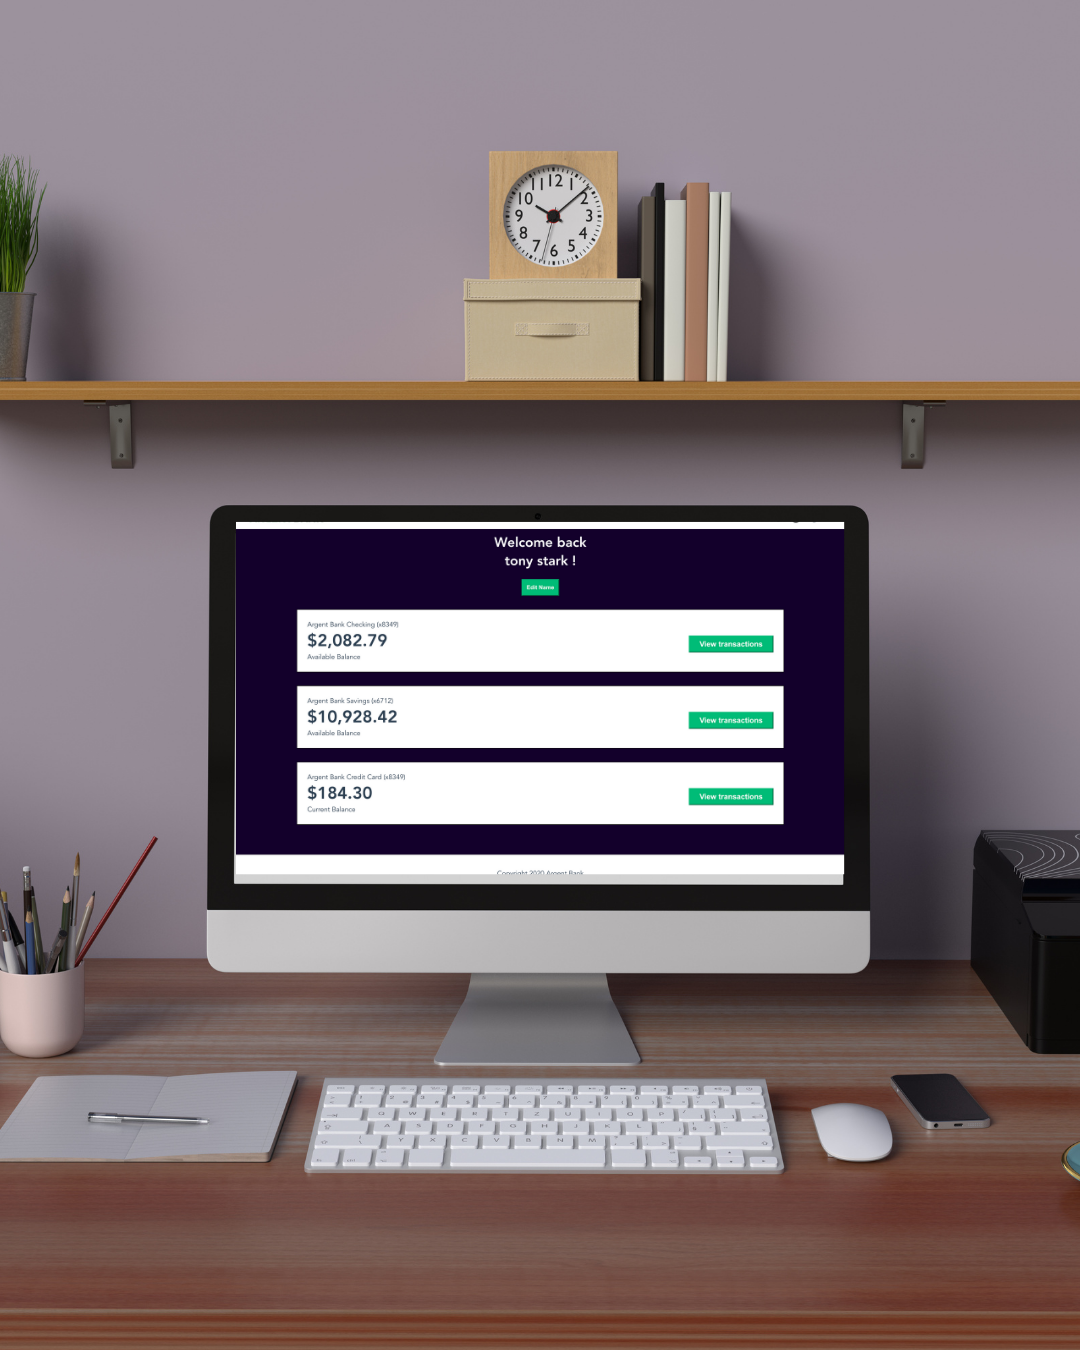 11 12 1
10 2
9 3
8 4
7 6 5
Welcome back
tony stark !
Edit Name
Argent Bank Checking (x8349)
$2,082.79
Available Balance
View transactions
Argent Bank Savings (x6712)
$10,928.42
Available Balance
View transactions
Argent Bank Credit Card (x8349)
$184.30
Current Balance
View transactions
Copyright 2020 Argent Bank
Q W E R T Z U I O P
A S D F G H J K L
Y X C V B N M